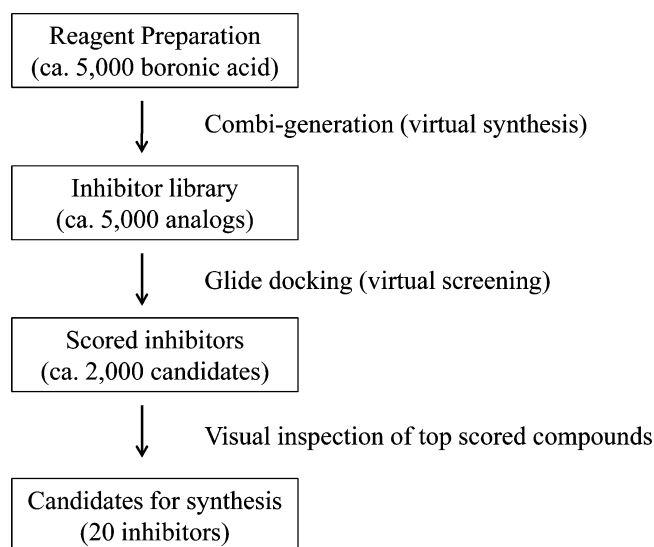 Reagent Preparation
(ca. 5,000 boronic acid)
Combi-generation (virtual synthesis)
Inhibitor library
(ca. 5,000 analogs)
Glide docking (virtual screening)
Scored inhibitors
(ca. 2,000 candidates)
Visual inspection of top scored compounds
Candidates for synthesis
(20 inhibitors)